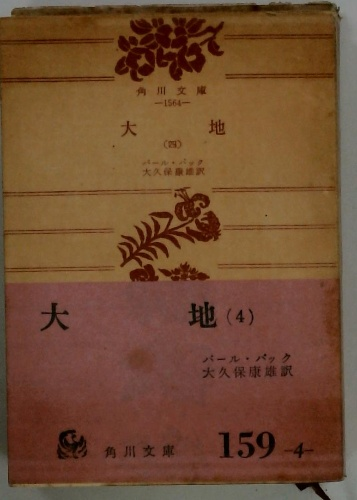 角川文庫
—1564—
大地
(四)
パール・バック
大久保康雄訳
大地(4)
パール・バック
大久保康雄訳
角川文庫 159 -4-